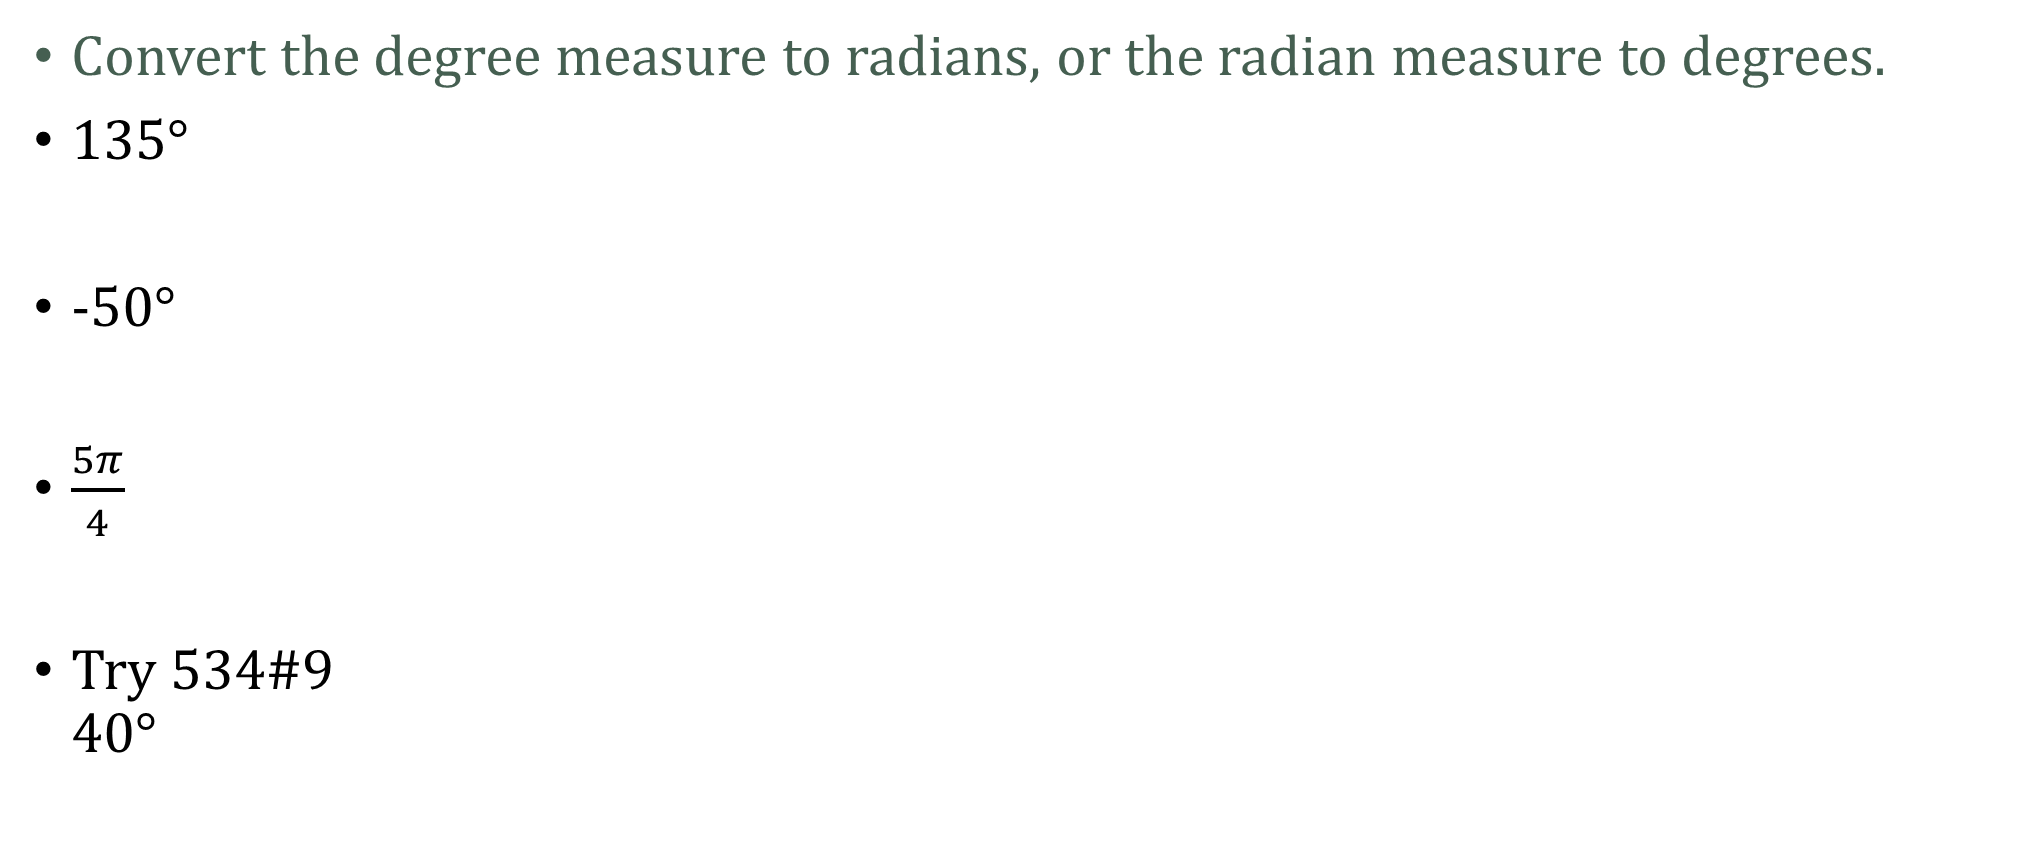 • Convert the degree measure to radians, or the radian measure to degrees.
• 135°
• -50°
• 5π/4
• Try 534#9
40°